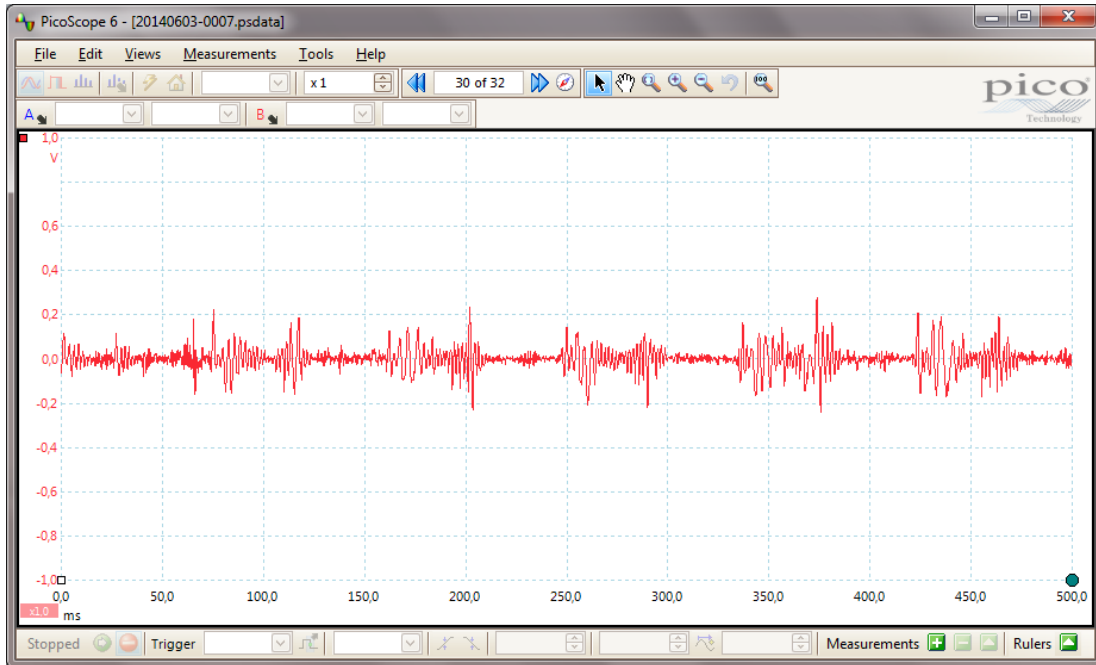 PicoScope 6 - [20140603-0007.psdata]
File Edit Views Measurements Tools Help
x 1 30 of 32
pico
Technology
A B
1,0
V
0,6
0,4
0,2
0,0
-0,2
-0,4
-0,6
-0,8
-1,0
0,0 50,0 100,0 150,0 200,0 250,0 300,0 350,0 400,0 450,0 500,0
x1.0 ms
Stopped Trigger Measurements Rulers